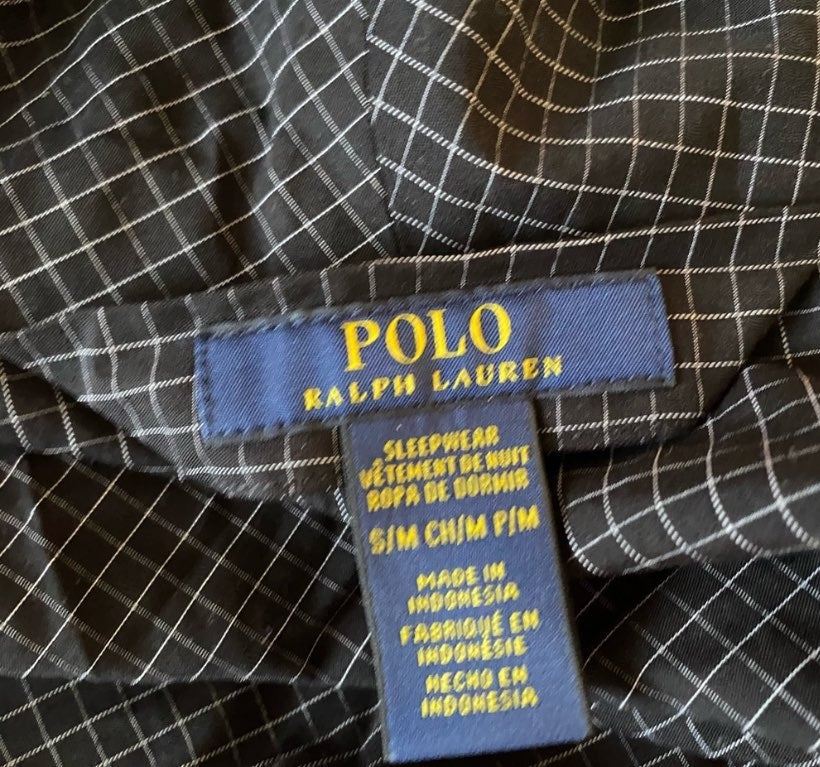 POLO
RALPH LAUREN
SLEEPWEAR
VÊTEMENT DE NUIT
ROPA DE DORMIR
S/M CH/M P/M
MADE IN
INDONESIA
FABRIQUÉ EN
INDONÉSIE
HECHO EN
INDONESIA